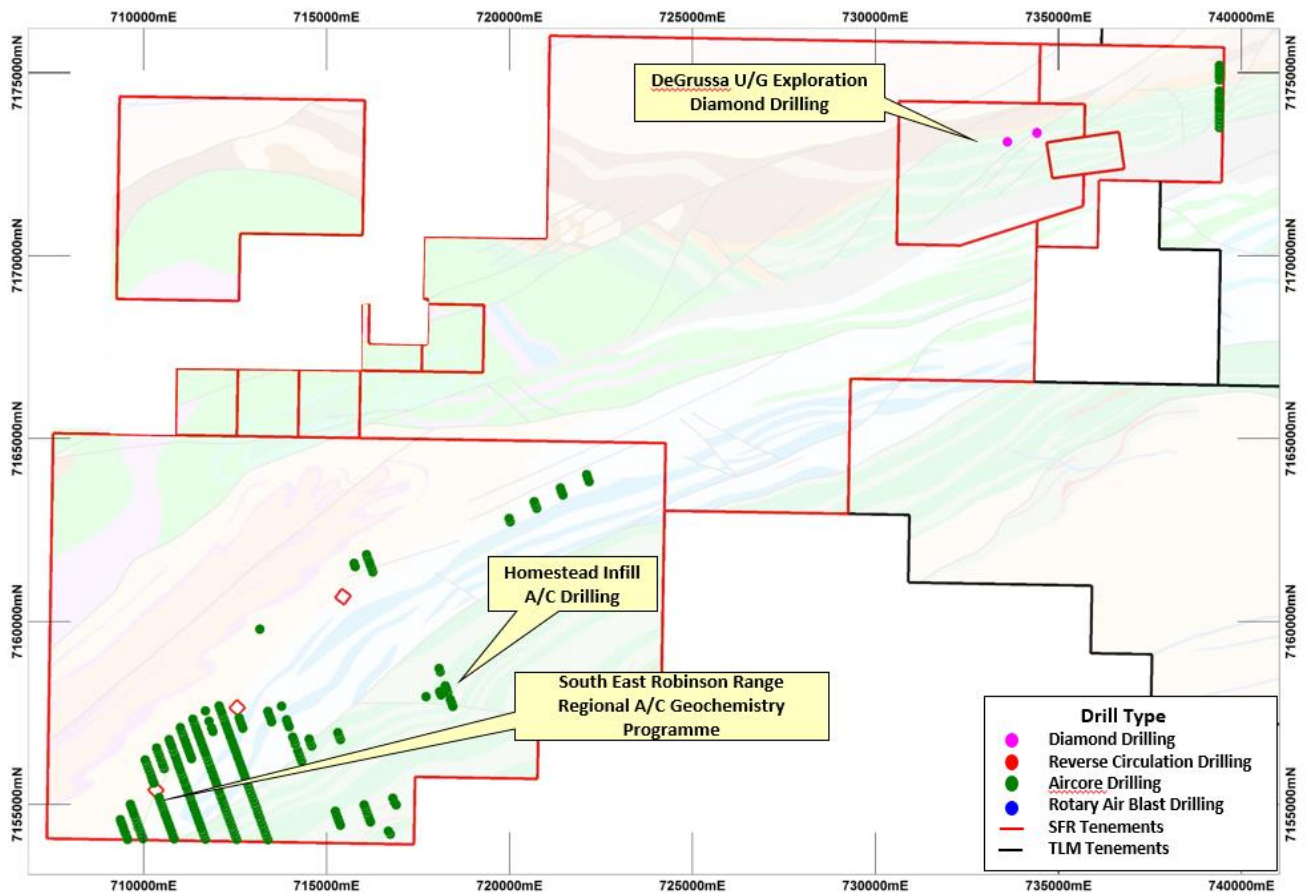 710000mE 715000mE 720000mE 725000mE 730000mE 735000mE 740000mE
7175000mN 7175000mN
DeGrussa U/G Exploration
Diamond Drilling
7170000mN 7170000mN
7165000mN 7165000mN
Homestead Infill
A/C Drilling
7160000mN 7160000mN
South East Robinson Range
Regional A/C Geochemistry
Programme
Drill Type
Diamond Drilling
Reverse Circulation Drilling
Aircore Drilling
Rotary Air Blast Drilling
SFR Tenements
TLM Tenements
7155000mN 7155000mN
710000mE 715000mE 720000mE 725000mE 730000mE 735000mE 740000mE